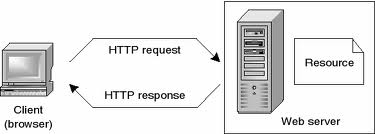 HTTP request
Resource
HTTP response
Client
(browser)
Web server